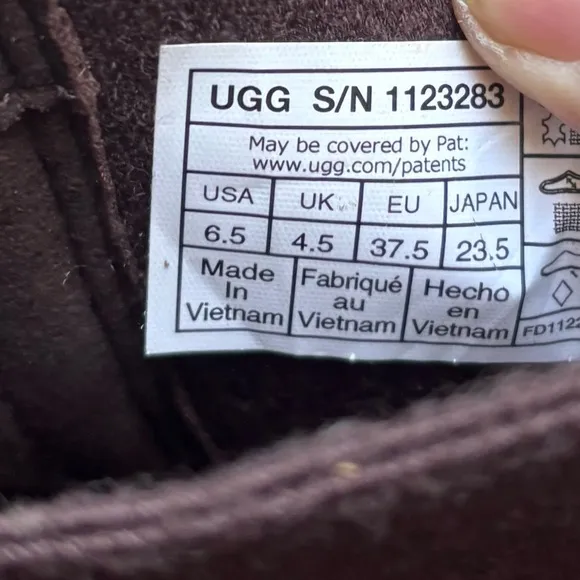 UGG S/N 1123283
May be covered by Pat:
www.ugg.com/patents
USA UK EU JAPAN
6.5 4.5 37.5 23.5
Made In Vietnam
Fabriqué au Vietnam
Hecho en Vietnam